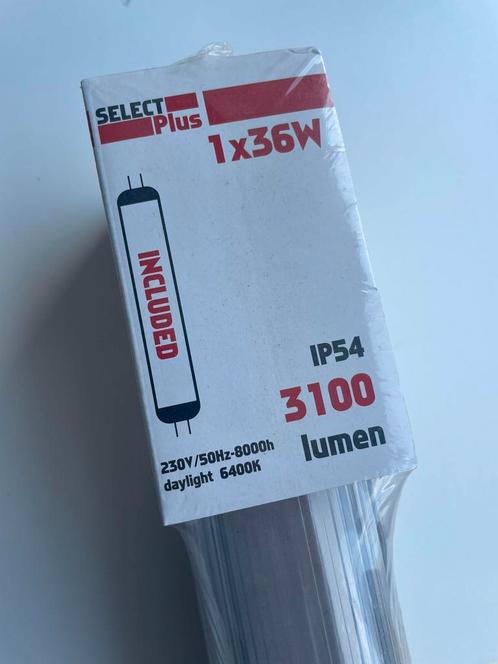 SELECT
Plus
1x36W
INCLUDED
IP54
3100
lumen
230V/50Hz-8000h
daylight 6400K